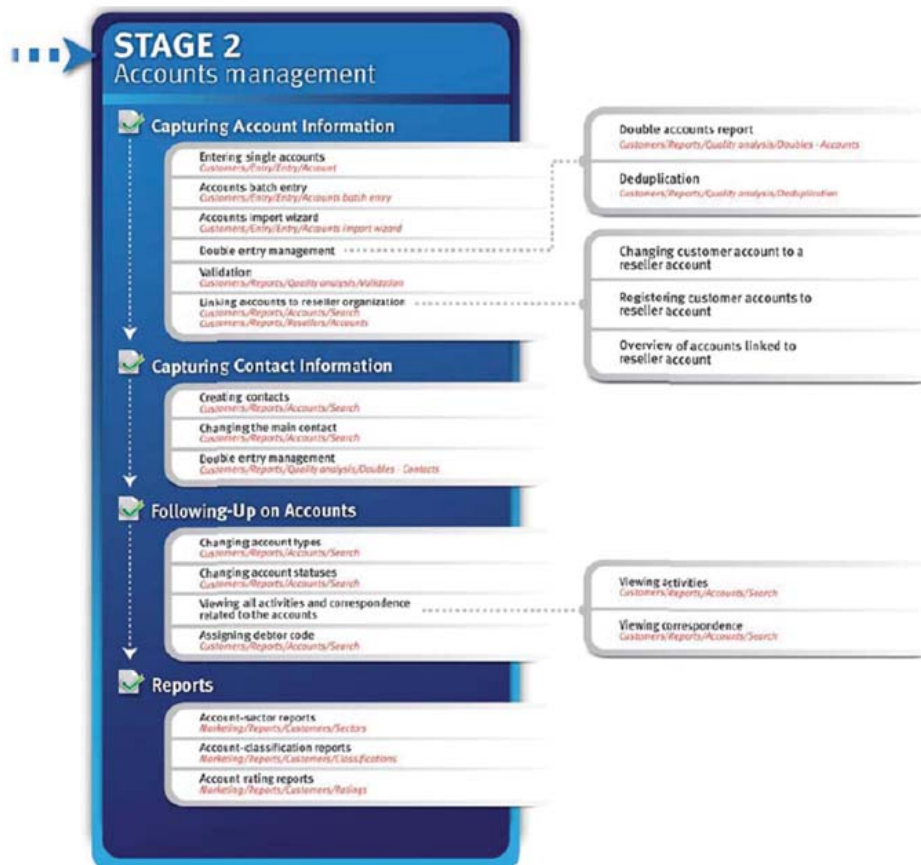 STAGE 2
Accounts management
Capturing Account Information
Entering single accounts
Customers/Entry/Entry/Account
Accounts batch entry
Customers/Entry/Entry/Accounts batch entry
Accounts import wizard
Customers/Entry/Entry/Accounts import wizard
Double entry management
Validation
Customers/Reports/Quality analysis/Validation
Linking accounts to reseller organization
Customers/Reports/Accounts/Search
Customers/Reports/Resellers/Accounts
Double accounts report
Customers/Reports/Quality analysis/Doubles - Accounts
Deduplication
Customers/Reports/Quality analysis/Deduplication
Changing customer account to a
reseller account
Registering customer accounts to
reseller account
Overview of accounts linked to
reseller account
Capturing Contact Information
Creating contacts
Customers/Reports/Accounts/Search
Changing the main contact
Customers/Reports/Accounts/Search
Double entry management
Customers/Reports/Quality analysis/Doubles - Contacts
Following-Up on Accounts
Changing account types
Customers/Reports/Accounts/Search
Changing account statuses
Customers/Reports/Accounts/Search
Viewing all activities and correspondence
related to the accounts
Assigning debtor code
Customers/Reports/Accounts/Search
Viewing activities
Customers/Reports/Accounts/Search
Viewing correspondence
Customers/Reports/Accounts/Search
Reports
Account-sector reports
Marketing/Reports/Customers/Sectors
Account-classification reports
Marketing/Reports/Customers/Classifications
Account rating reports
Marketing/Reports/Customers/Ratings